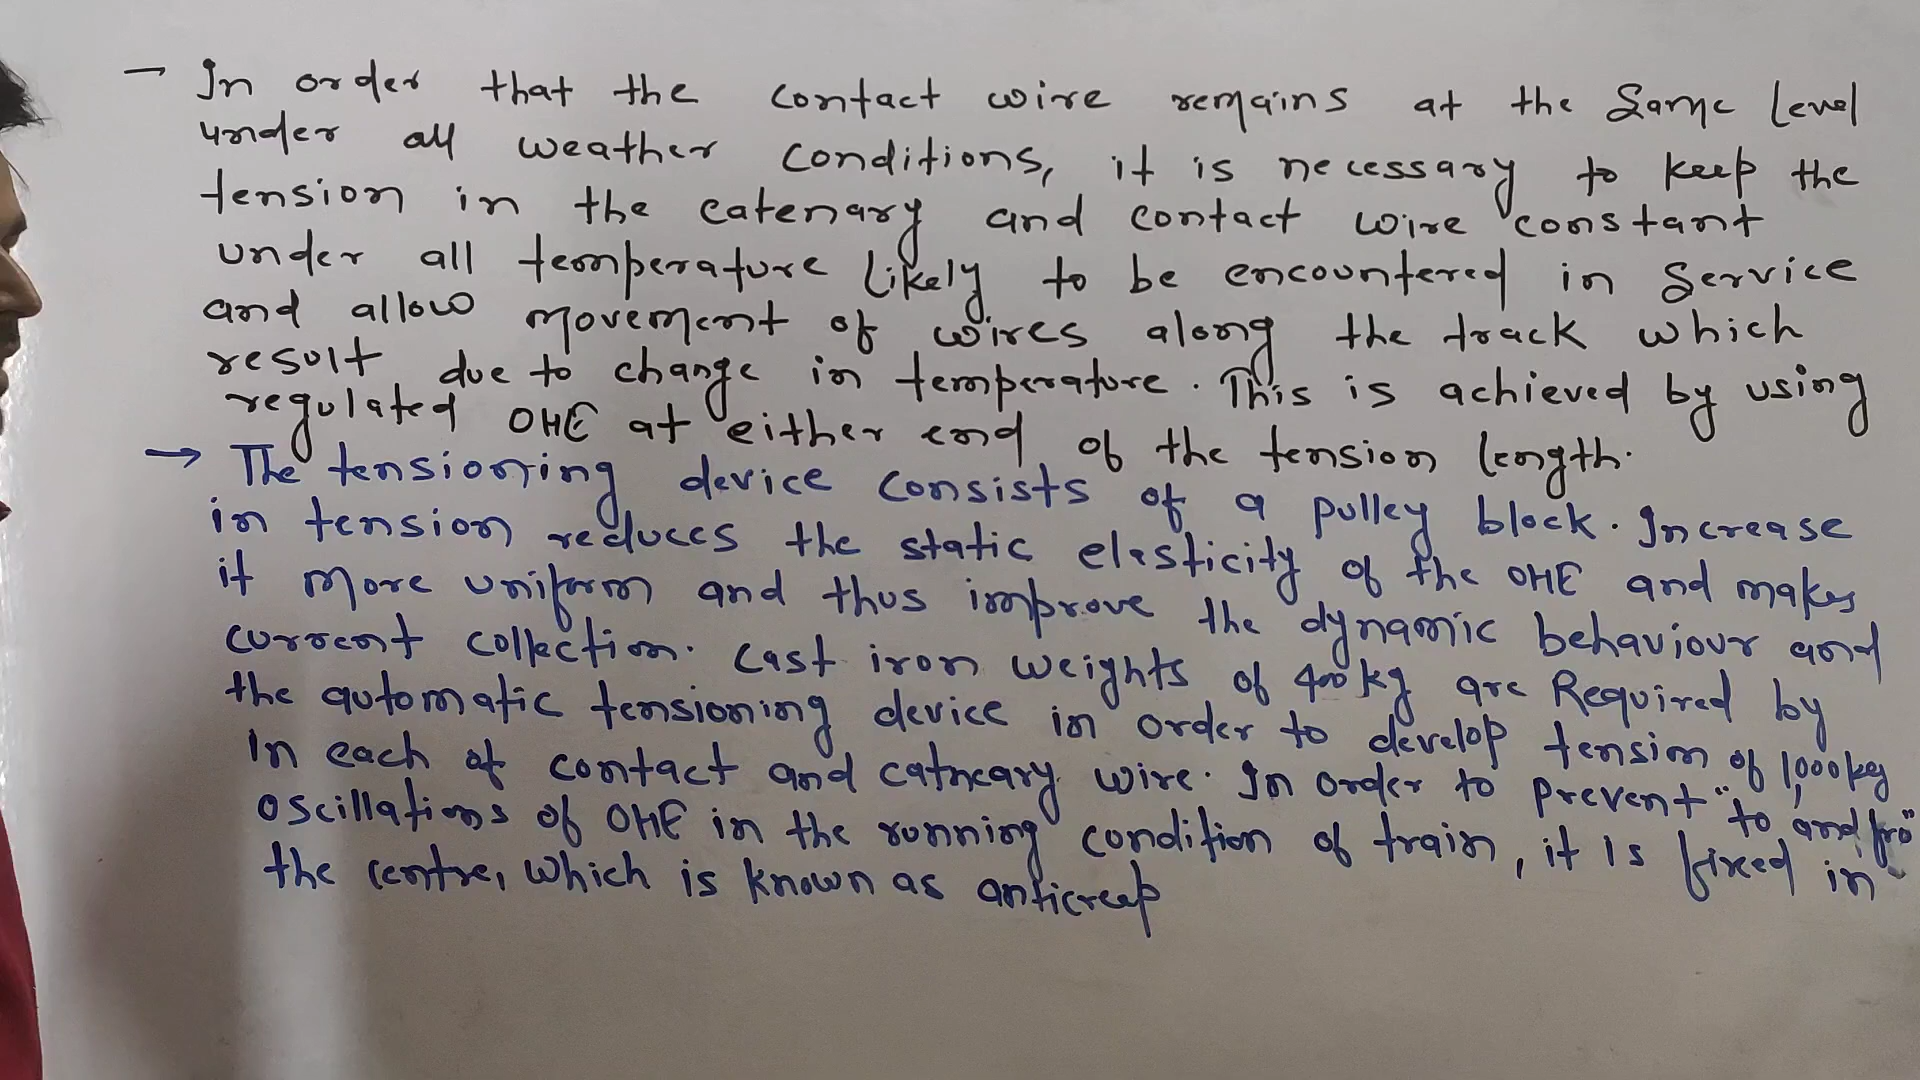 → In order that the contact wire remains at the Same level
under all weather conditions, it is necessary to keep the
tension in the catenary and contact wire constant
under all temperature likely to be encountered in Service
and allow movement of wires along the track which
result due to change in temperature. This is achieved by using
regulated OHE at either end of the tension length.
→ The tensioning device consists of a pulley block. Increase
in tension reduces the static elasticity of the OHE and makes
it more uniform and thus improve the dynamic behaviour and
current collection. Cast iron weights of 400 kg are Required by
the automatic tensioning device in order to develop tension of 1,000 kg
in each of contact and catneary wire. In order to prevent "to and fro"
oscillations of OHE in the running condition of train, it is fixed in
the centre, which is known as anticreep